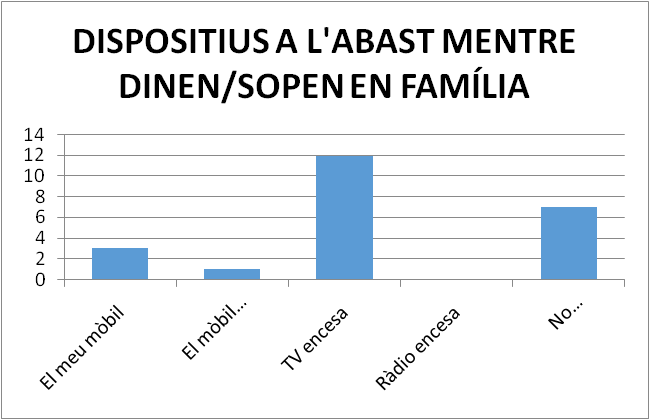 DISPOSITIUS A L'ABAST MENTRE
DINEN/SOPEN EN FAMÍLIA
14
12
10
8
6
4
2
0
El meu mòbil
El mòbil...
TV encesa
Ràdio encesa
No...